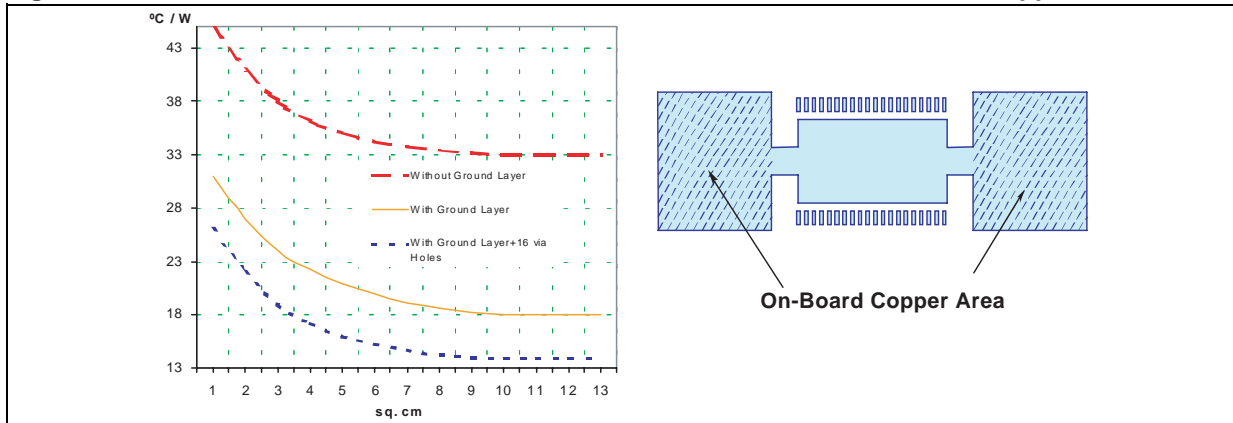 ºC / W
43
38
33
28
23
18
13
Without Ground Layer
With Ground Layer
With Ground Layer+16 via
Holes
1 2 3 4 5 6 7 8 9 10 11 12 13
sq. cm
On-Board Copper Area